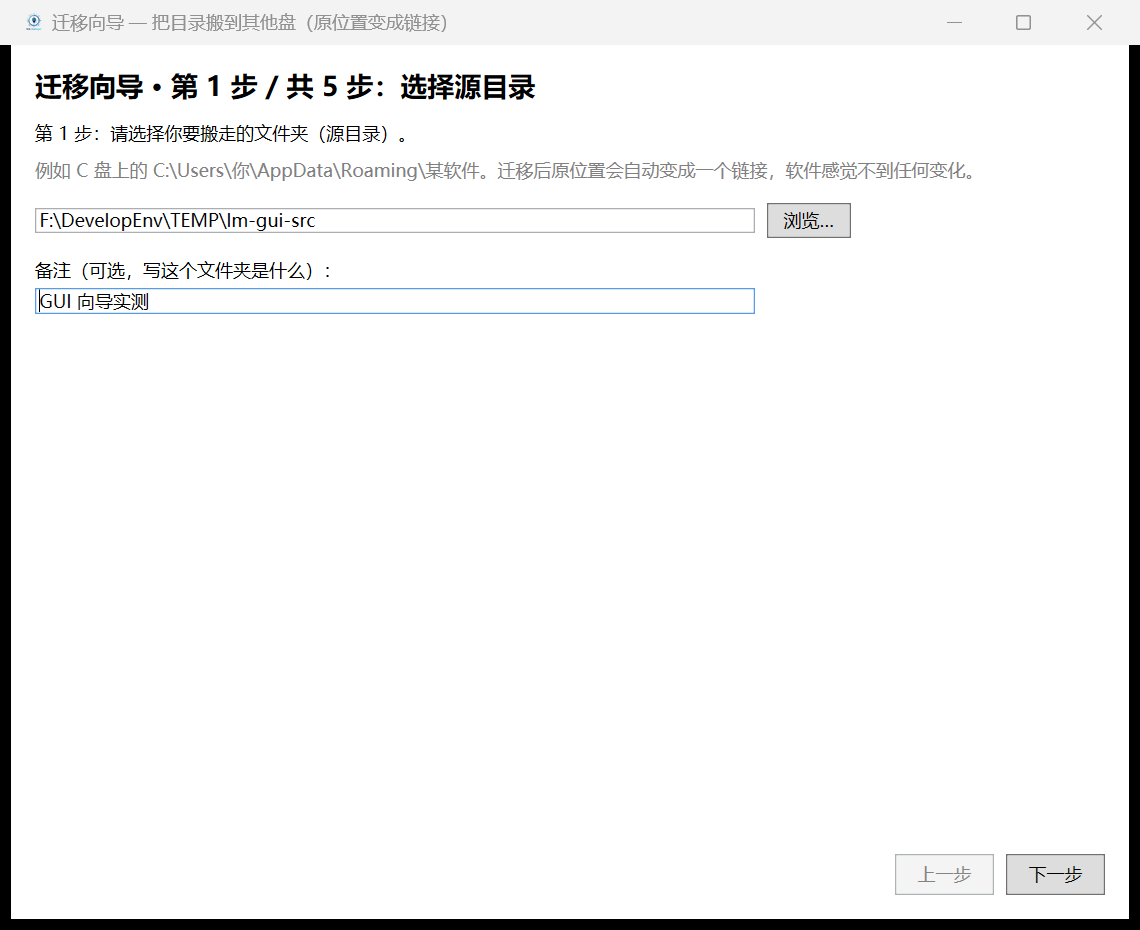 迁移向导 — 把目录搬到其他盘（原位置变成链接）
迁移向导 • 第 1 步 / 共 5 步：选择源目录
第 1 步：请选择你要搬走的文件夹（源目录）。
例如 C 盘上的 C:\Users\你\AppData\Roaming\某软件。迁移后原位置会自动变成一个链接，软件感觉不到任何变化。
F:\DevelopEnv\TEMP\lm-gui-src
浏览...
备注（可选，写这个文件夹是什么）：
GUI 向导实测
上一步
下一步